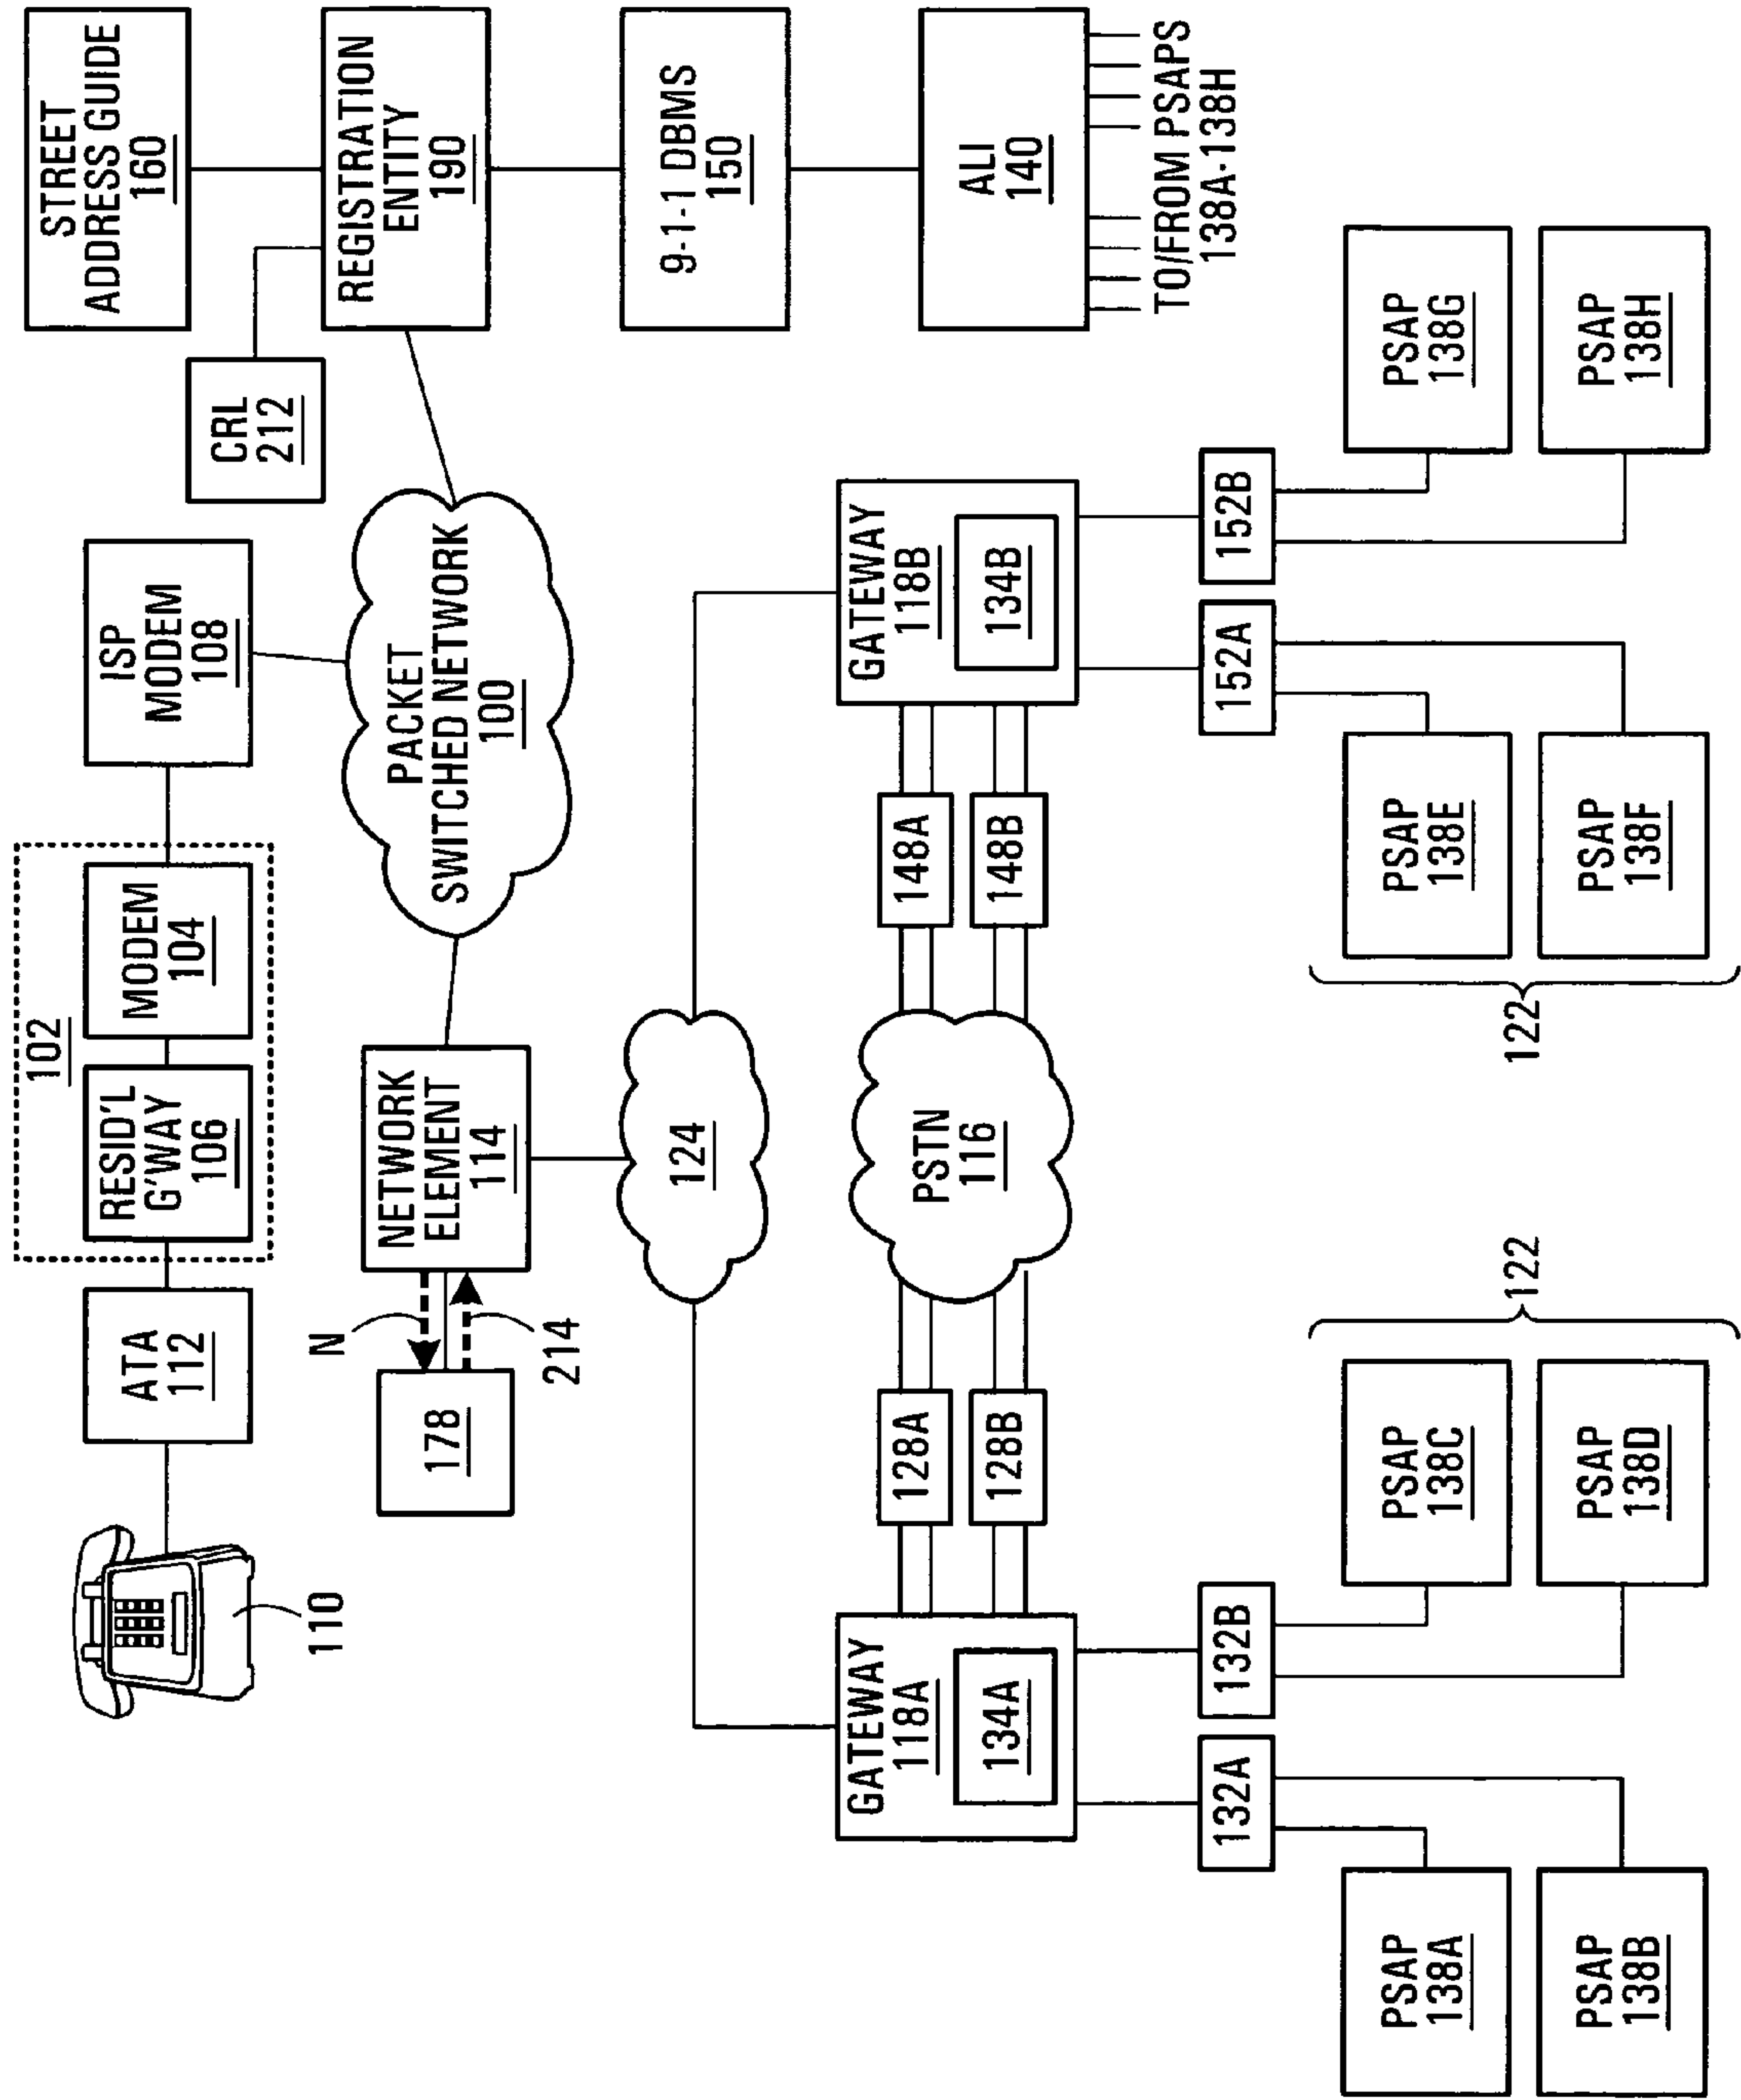 102
ATA
112
RESID'L
G'WAY
106
MODEM
104
ISP
MODEM
108
STREET
ADDRESS GUIDE
160
110
CRL
212
N
178
214
NETWORK
ELEMENT
114
PACKET
SWITCHED NETWORK
100
REGISTRATION
ENTITY
190
124
9-1-1 DBMS
150
GATEWAY
118A
134A
128A
128B
PSTN
116
148A
148B
GATEWAY
118B
134B
ALI
140
TO/FROM PSAPS
138A-138H
132A
132B
152A
152B
PSAP
138A
PSAP
138B
PSAP
138C
PSAP
138D
122
122
PSAP
138E
PSAP
138F
PSAP
138G
PSAP
138H